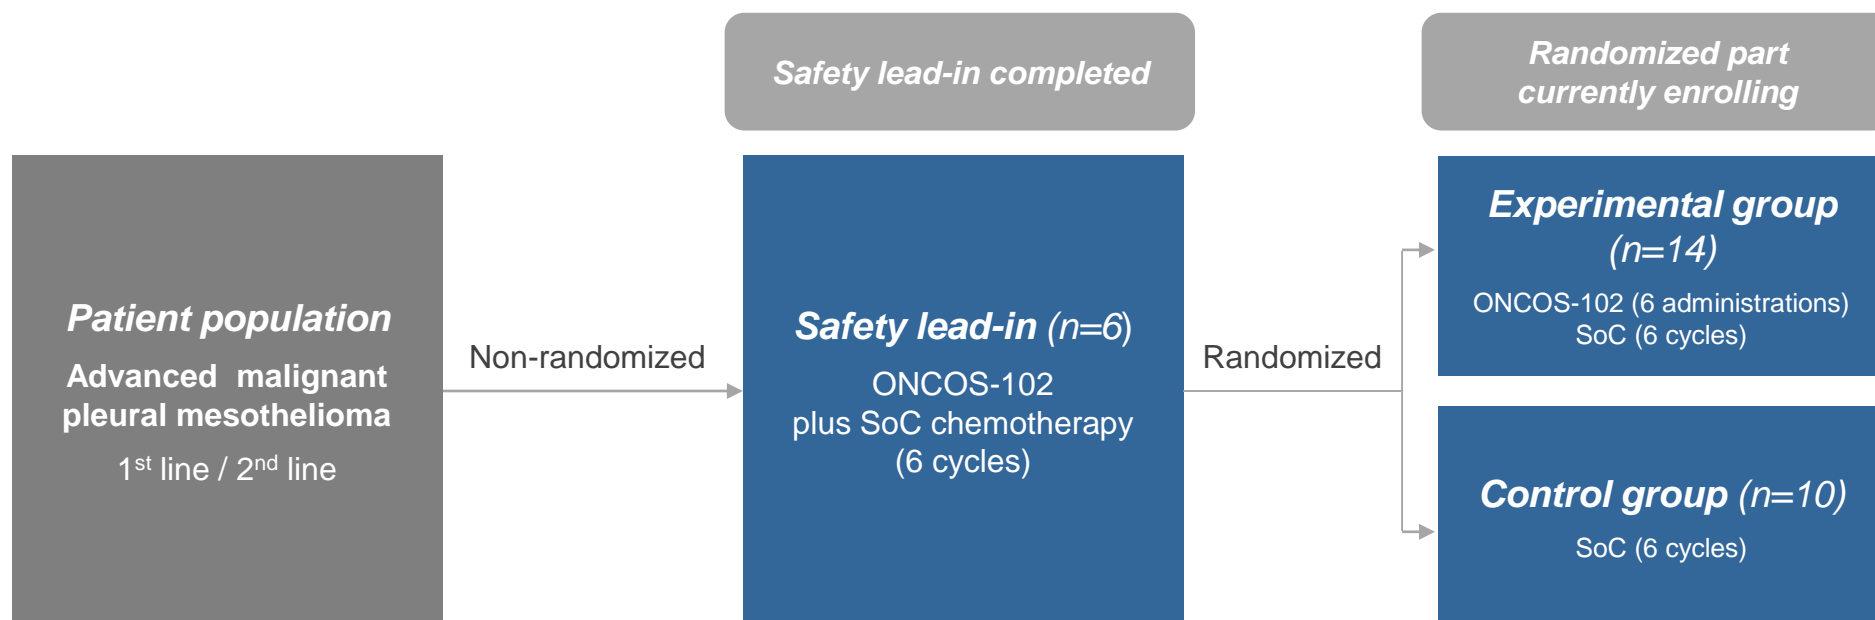 Safety lead-in completed
Randomized part
currently enrolling
Patient population
Advanced malignant
pleural mesothelioma
1st line / 2nd line
Non-randomized
Safety lead-in (n=6)
ONCOS-102
plus SoC chemotherapy
(6 cycles)
Randomized
Experimental group
(n=14)
ONCOS-102 (6 administrations)
SoC (6 cycles)
Control group (n=10)
SoC (6 cycles)